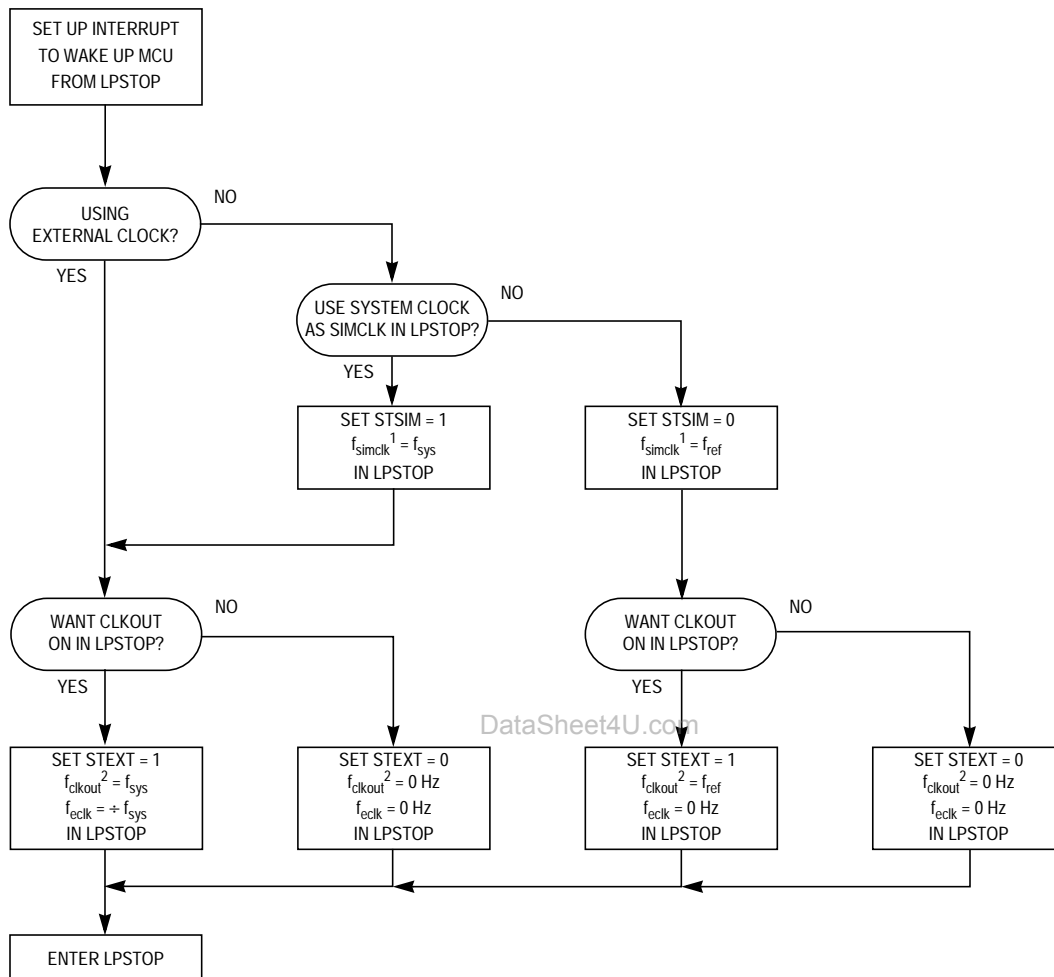 SET UP INTERRUPT
TO WAKE UP MCU
FROM LPSTOP
USING
EXTERNAL CLOCK?
NO
YES
USE SYSTEM CLOCK
AS SIMCLK IN LPSTOP?
NO
YES
SET STSIM = 1
fsimclk1 = fsys
IN LPSTOP
SET STSIM = 0
fsimclk1 = fref
IN LPSTOP
WANT CLKOUT
ON IN LPSTOP?
NO
YES
WANT CLKOUT
ON IN LPSTOP?
NO
YES
DataSheet4U.com
SET STEXT = 1
fclkout2 = fsys
feclk = ÷ fsys
IN LPSTOP
SET STEXT = 0
fclkout2 = 0 Hz
feclk = 0 Hz
IN LPSTOP
SET STEXT = 1
fclkout2 = fref
feclk = 0 Hz
IN LPSTOP
SET STEXT = 0
fclkout2 = 0 Hz
feclk = 0 Hz
IN LPSTOP
ENTER LPSTOP